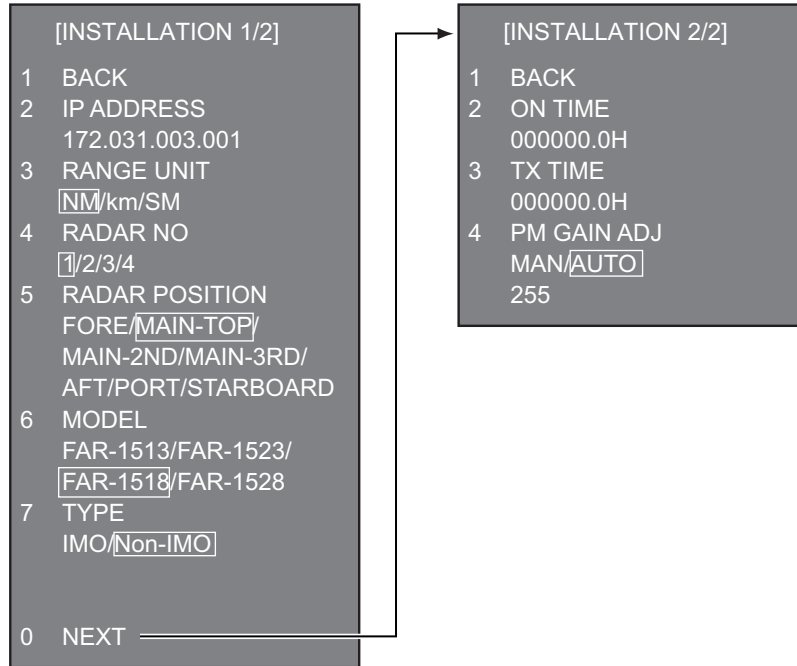 [INSTALLATION 1/2]
1 BACK
2 IP ADDRESS
172.031.003.001
3 RANGE UNIT
NM/km/SM
4 RADAR NO
1/2/3/4
5 RADAR POSITION
FORE/MAIN-TOP/
MAIN-2ND/MAIN-3RD/
AFT/PORT/STARBOARD
6 MODEL
FAR-1513/FAR-1523/
FAR-1518/FAR-1528
7 TYPE
IMO/Non-IMO
0 NEXT
[INSTALLATION 2/2]
1 BACK
2 ON TIME
000000.0H
3 TX TIME
000000.0H
4 PM GAIN ADJ
MAN/AUTO
255